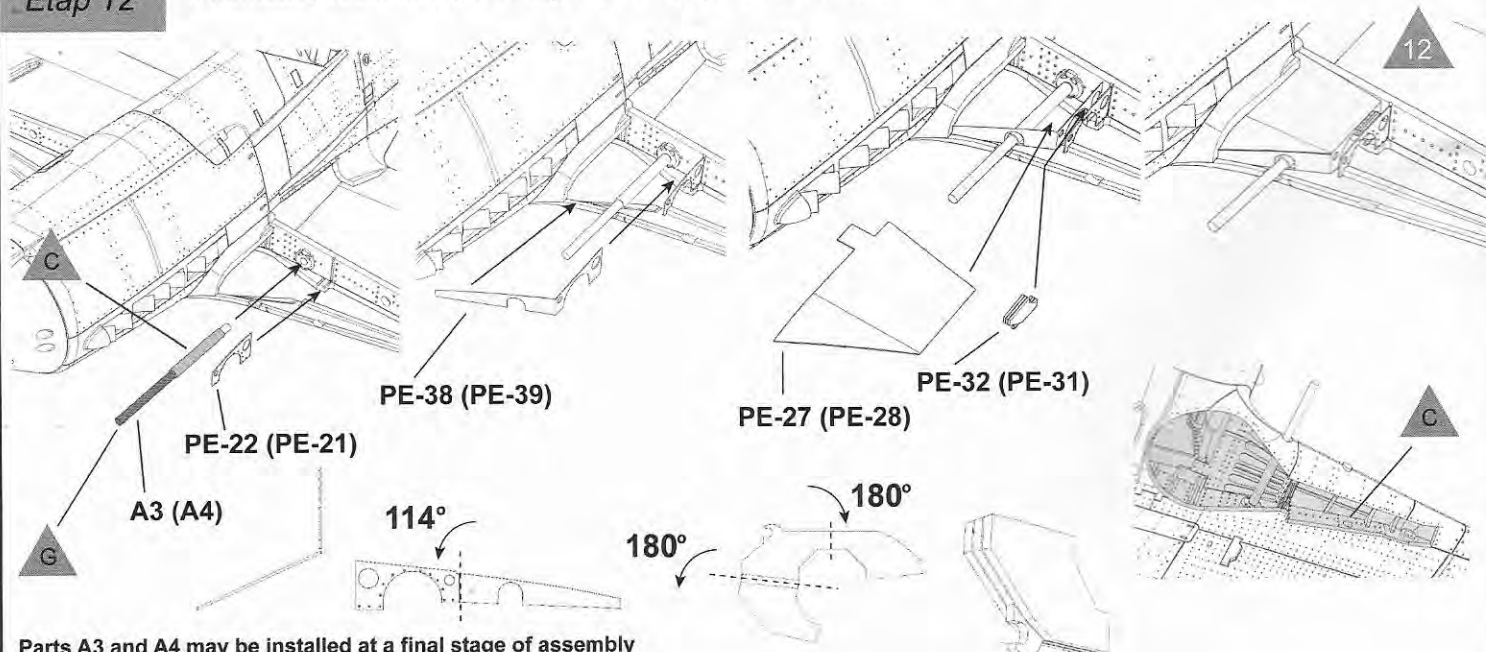 Etap 12
12
C
PE-38 (PE-39)
PE-32 (PE-31)
PE-27 (PE-28)
C
PE-22 (PE-21)
A3 (A4)
G
114°
180°
180°
Parts A3 and A4 may be installed at a final stage of assembly